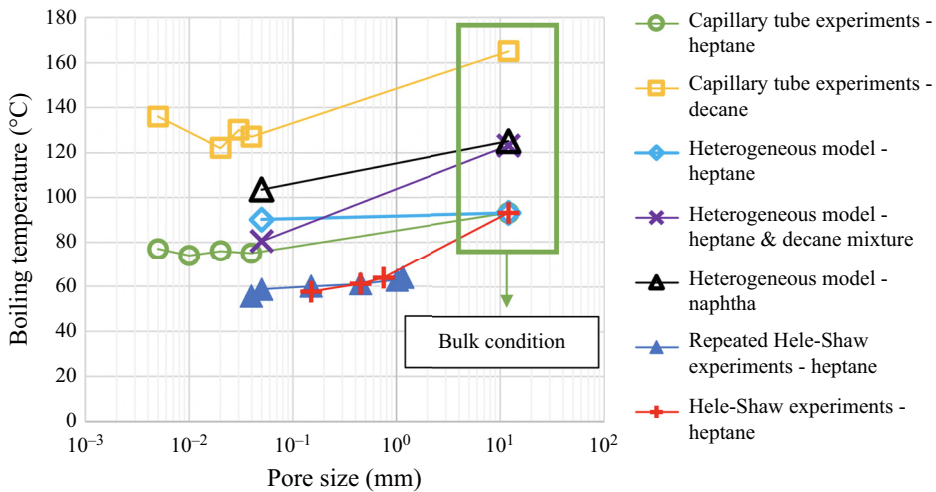 180
160
140
120
100
80
60
40
20
0
Boiling temperature (°C)
10⁻³
10⁻²
10⁻¹
10⁰
10¹
10²
Pore size (mm)
Bulk condition
Capillary tube experiments -
heptane
Capillary tube experiments -
decane
Heterogeneous model -
heptane
Heterogeneous model -
heptane & decane mixture
Heterogeneous model -
naphtha
Repeated Hele-Shaw
experiments - heptane
Hele-Shaw experiments -
heptane